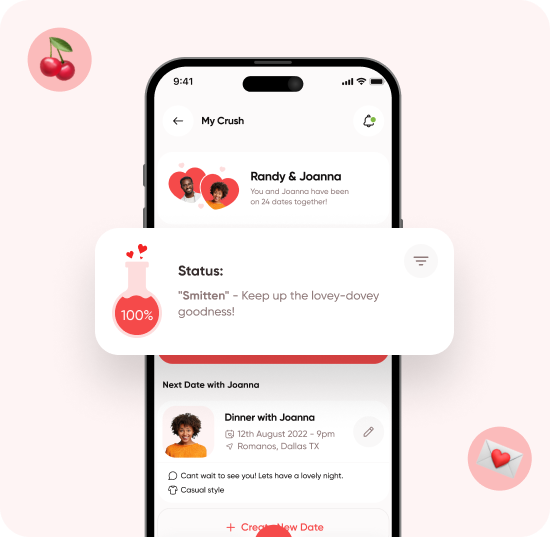 9:41
My Crush
Randy & Joanna
You and Joanna have been
on 24 dates together!
Status:
"Smitten" - Keep up the lovey-dovey
goodness!
100%
Next Date with Joanna
Dinner with Joanna
12th August 2022 - 9pm
Romanos, Dallas TX
Cant wait to see you! Lets have a lovely night.
Casual style
+ Create New Date